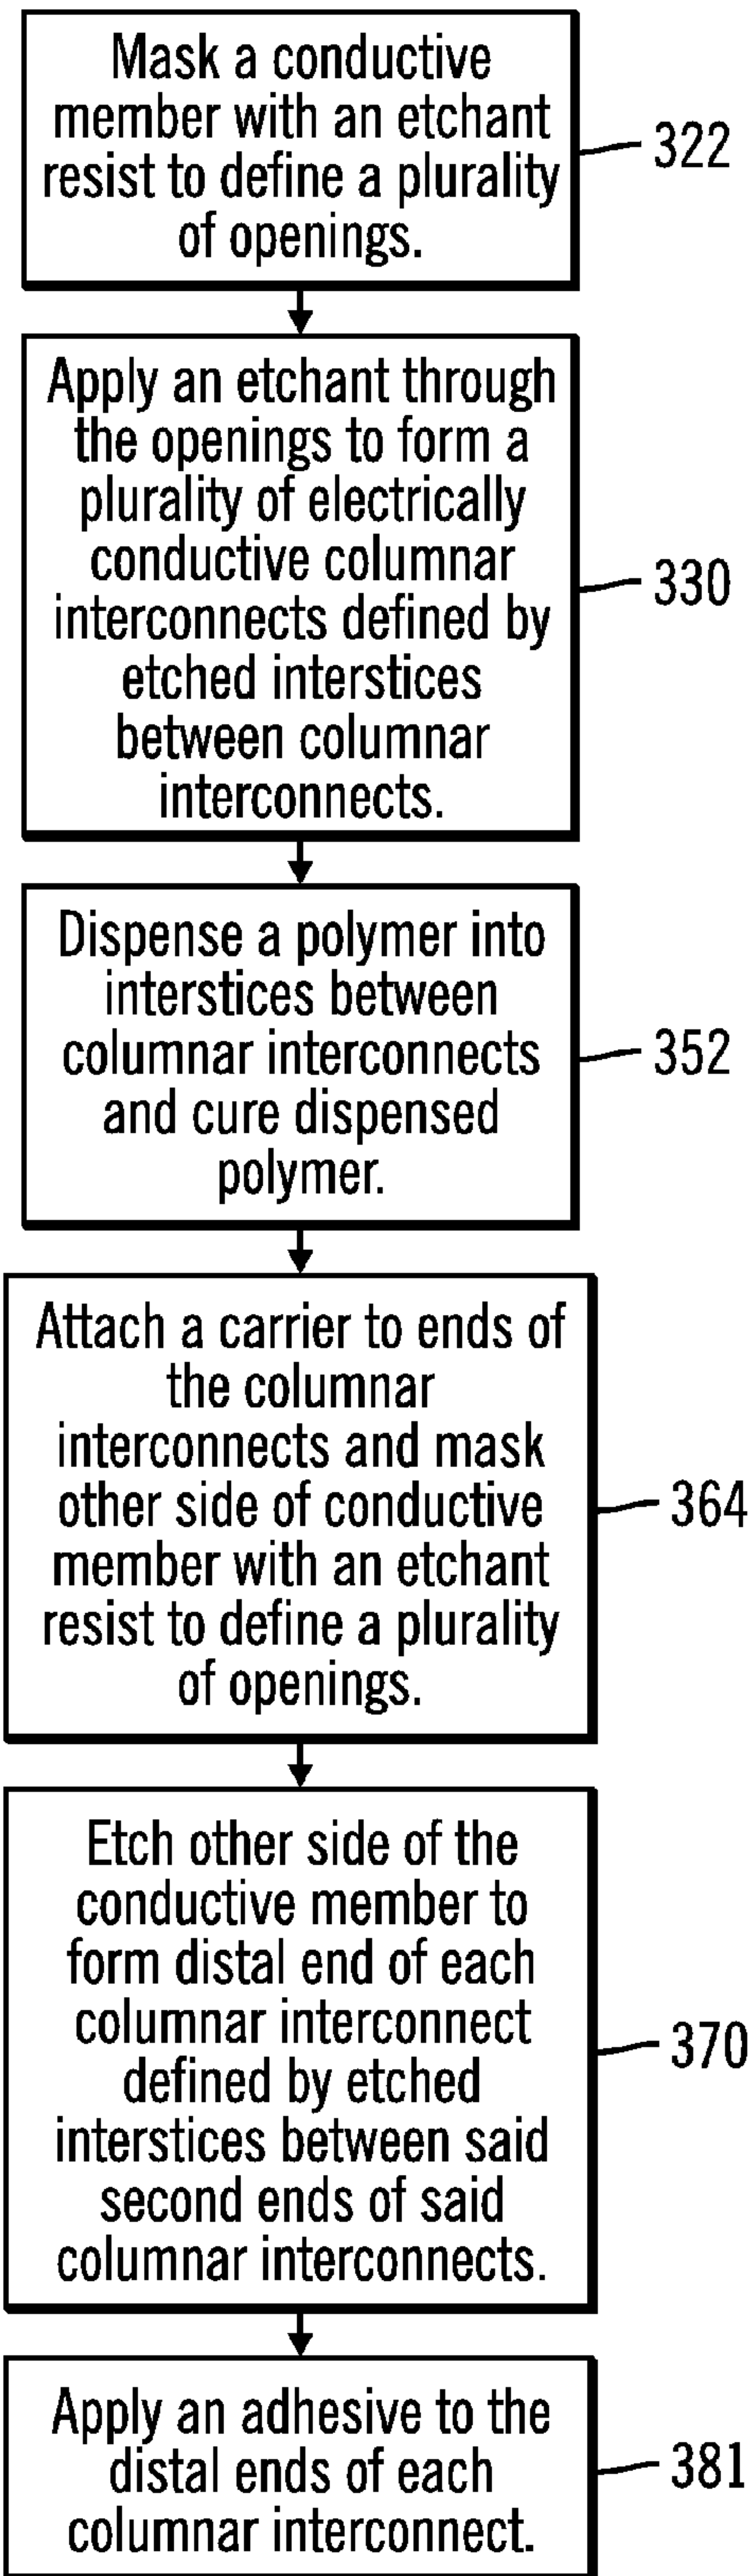 Mask a conductive
member with an etchant
resist to define a plurality
of openings.
322
Apply an etchant through
the openings to form a
plurality of electrically
conductive columnar
interconnects defined by
etched interstices
between columnar
interconnects.
330
Dispense a polymer into
interstices between
columnar interconnects
and cure dispensed
polymer.
352
Attach a carrier to ends of
the columnar
interconnects and mask
other side of conductive
member with an etchant
resist to define a plurality
of openings.
364
Etch other side of the
conductive member to
form distal end of each
columnar interconnect
defined by etched
interstices between said
second ends of said
columnar interconnects.
370
Apply an adhesive to the
distal ends of each
columnar interconnect.
381